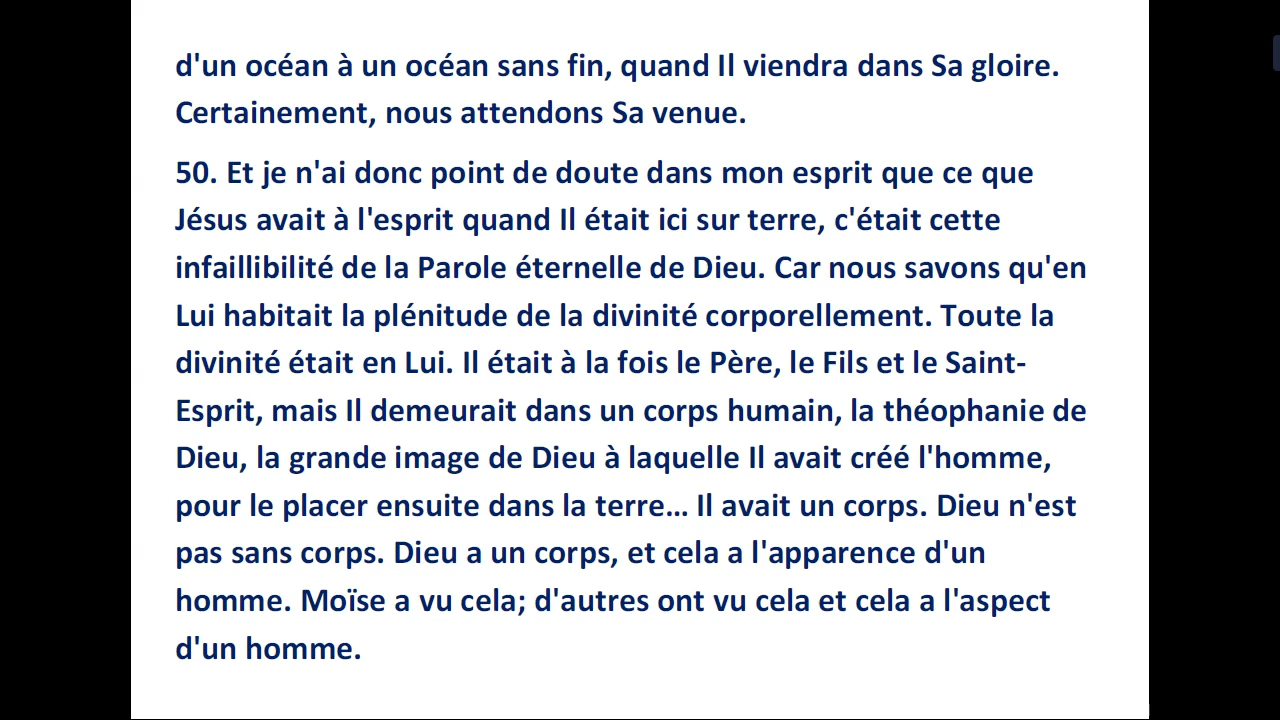 d'un océan à un océan sans fin, quand Il viendra dans Sa gloire.
Certainement, nous attendons Sa venue.
50. Et je n'ai donc point de doute dans mon esprit que ce que
Jésus avait à l'esprit quand Il était ici sur terre, c'était cette
infaillibilité de la Parole éternelle de Dieu. Car nous savons qu'en
Lui habitait la plénitude de la divinité corporellement. Toute la
divinité était en Lui. Il était à la fois le Père, le Fils et le Saint-
Esprit, mais Il demeurait dans un corps humain, la théophanie de
Dieu, la grande image de Dieu à laquelle Il avait créé l'homme,
pour le placer ensuite dans la terre... Il avait un corps. Dieu n'est
pas sans corps. Dieu a un corps, et cela a l'apparence d'un
homme. Moïse a vu cela; d'autres ont vu cela et cela a l'aspect
d'un homme.